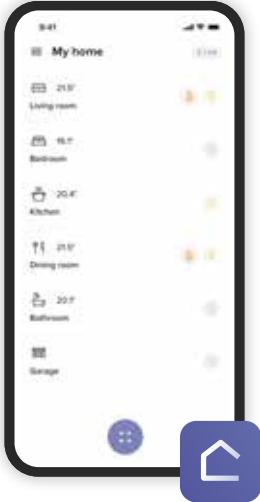 9:41
My home
21.5°
Living room
Bedroom
20.4°
Kitchen
21.5°
Dining room
20.1°
Bathroom
Garage